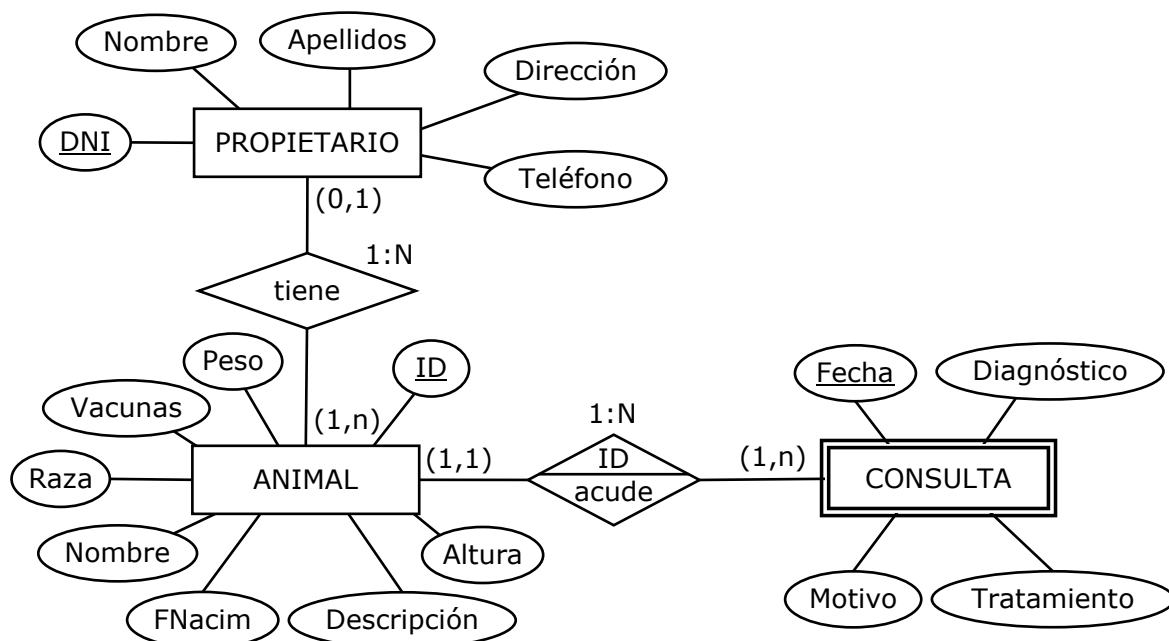 Nombre
Apellidos
Dirección
DNI
PROPIETARIO
Teléfono
(0,1)
1:N
tiene
Peso
ID
Vacunas
(1,n)
Raza
ANIMAL
(1,1)
Nombre
Altura
FNacim
Descripción
1:N
ID
acude
(1,n)
Fecha
Diagnóstico
CONSULTA
Motivo
Tratamiento